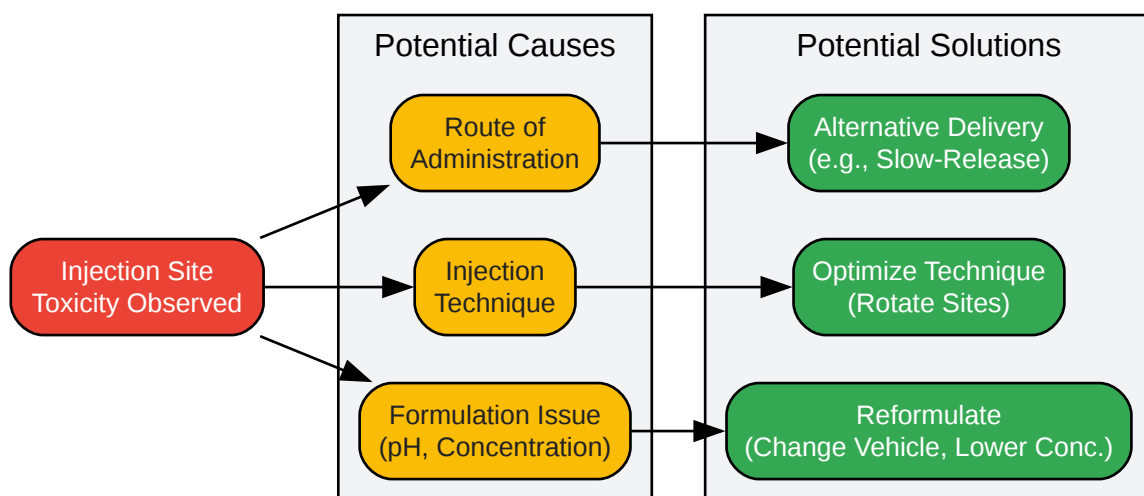 Potential Causes
Potential Solutions
Route of
Administration
Alternative Delivery
(e.g., Slow-Release)
Injection Site
Toxicity Observed
Injection
Technique
Optimize Technique
(Rotate Sites)
Formulation Issue
(pH, Concentration)
Reformulate
(Change Vehicle, Lower Conc.)